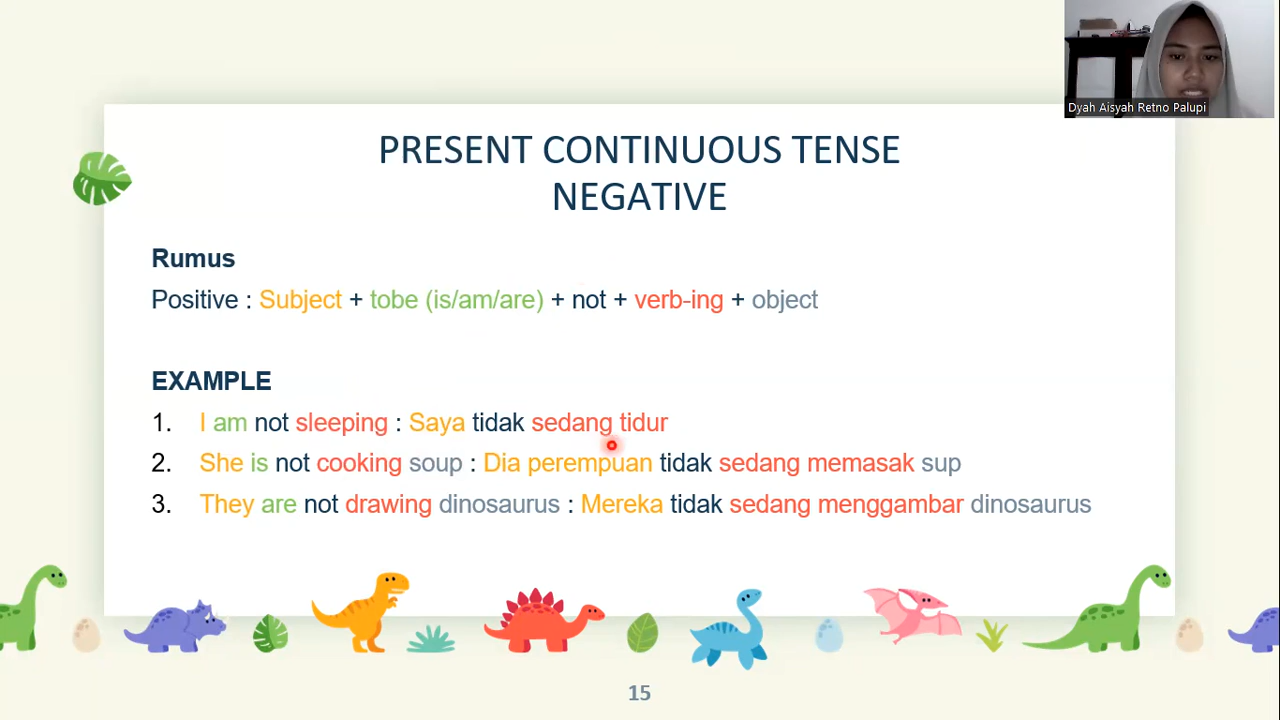 Dyah Aisyah Retno Palupi
PRESENT CONTINUOUS TENSE
NEGATIVE
Rumus
Positive : Subject + tobe (is/am/are) + not + verb-ing + object
EXAMPLE
1. I am not sleeping : Saya tidak sedang tidur
2. She is not cooking soup : Dia perempuan tidak sedang memasak sup
3. They are not drawing dinosaurus : Mereka tidak sedang menggambar dinosaurus
15